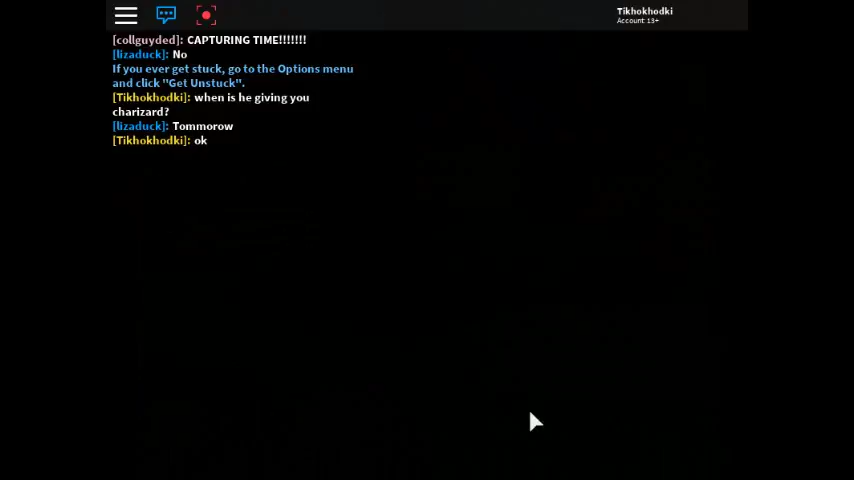 Tikhokhodki
Account: 13+
[collguyded]: CAPTURING TIME!!!!!!!
[lizaduck]: No
If you ever get stuck, go to the Options menu
and click "Get Unstuck".
[Tikhokhodki]: when is he giving you
charizard?
[lizaduck]: Tommorow
[Tikhokhodki]: ok